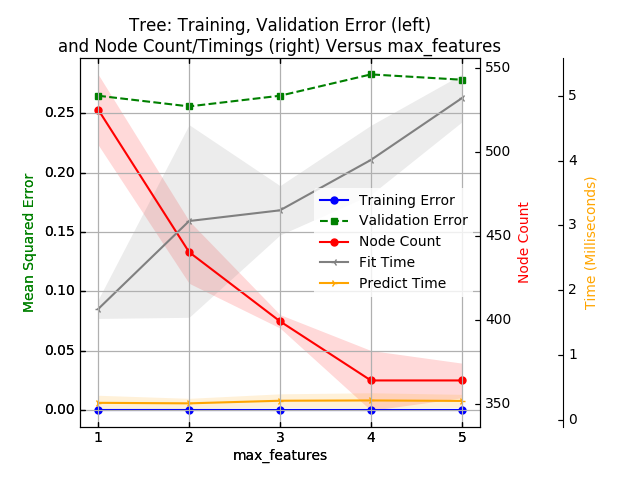 Tree: Training, Validation Error (left)
and Node Count/Timings (right) Versus max_features
Mean Squared Error
0.25
0.20
0.15
0.10
0.05
0.00
1 2 3 4 5
max_features
Training Error
Validation Error
Node Count
Fit Time
Predict Time
550
500
450
400
350
Node Count
5
4
3
2
1
0
Time (Milliseconds)